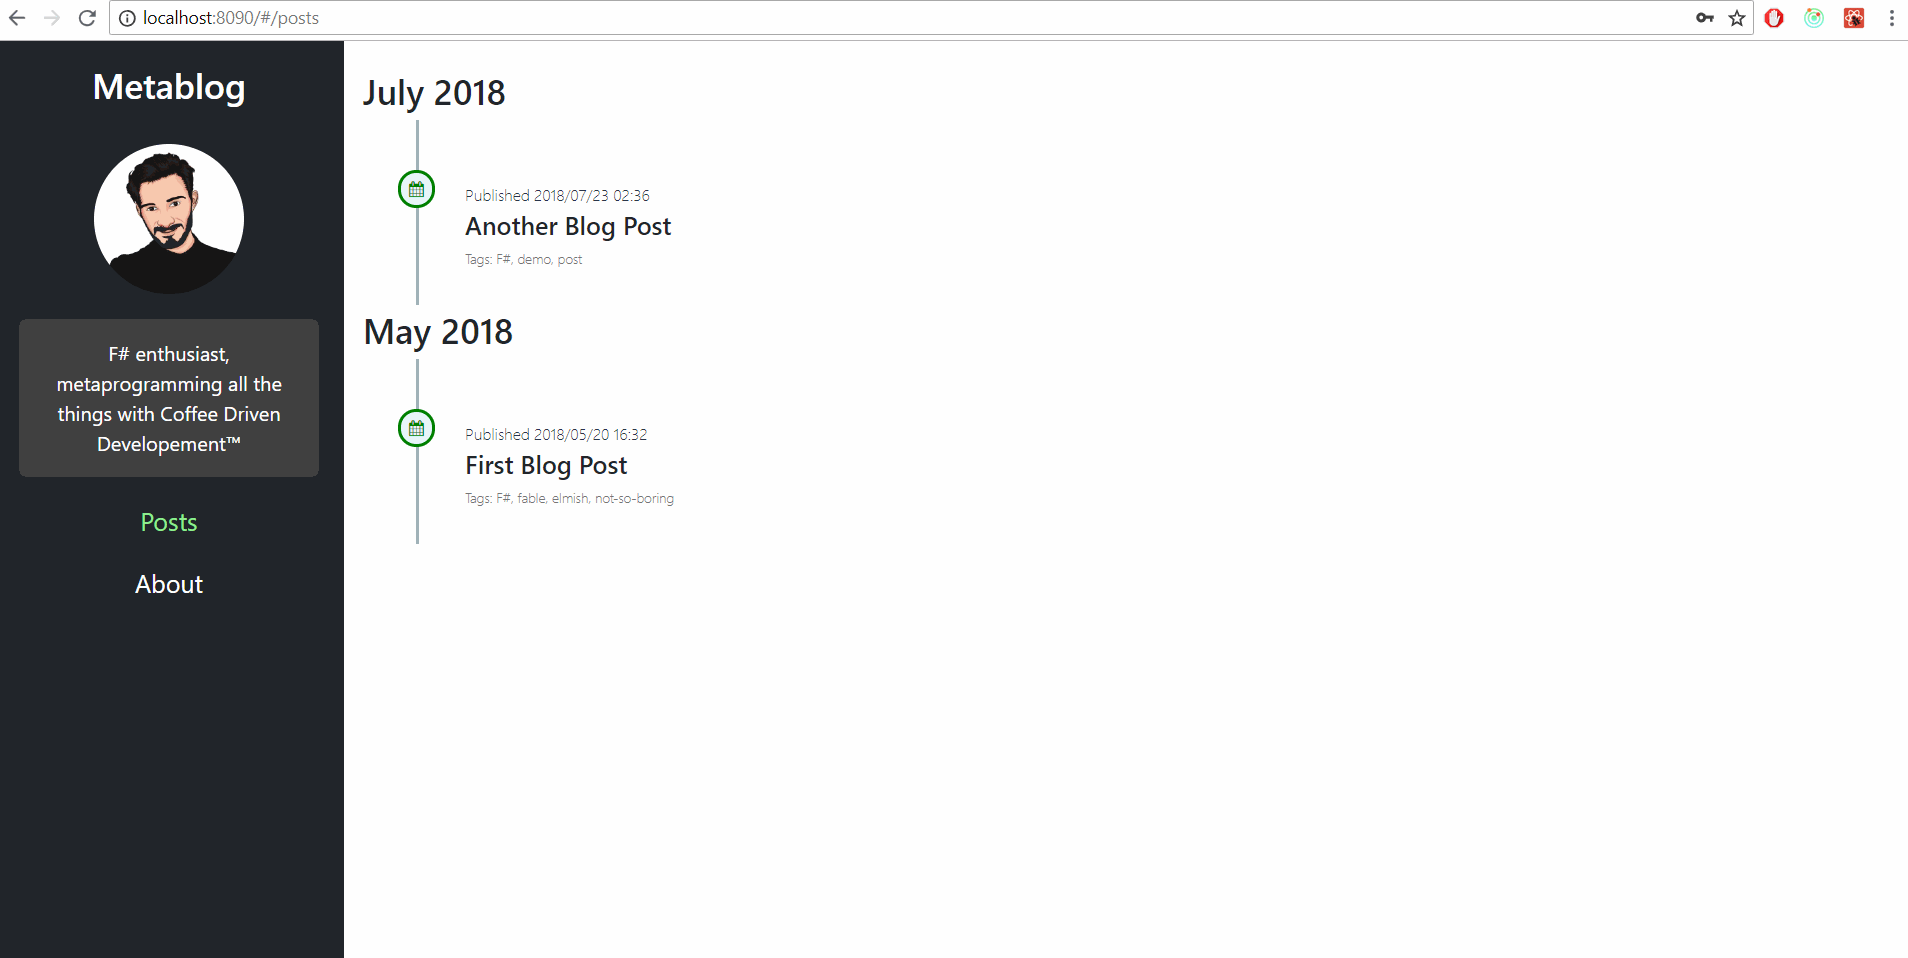 localhost:8090/#/posts
Metablog
F# enthusiast,
metaprogramming all the
things with Coffee Driven
Developement™
Posts
About
July 2018
Published 2018/07/23 02:36
Another Blog Post
Tags: F#, demo, post
May 2018
Published 2018/05/20 16:32
First Blog Post
Tags: F#, fable, elmish, not-so-boring